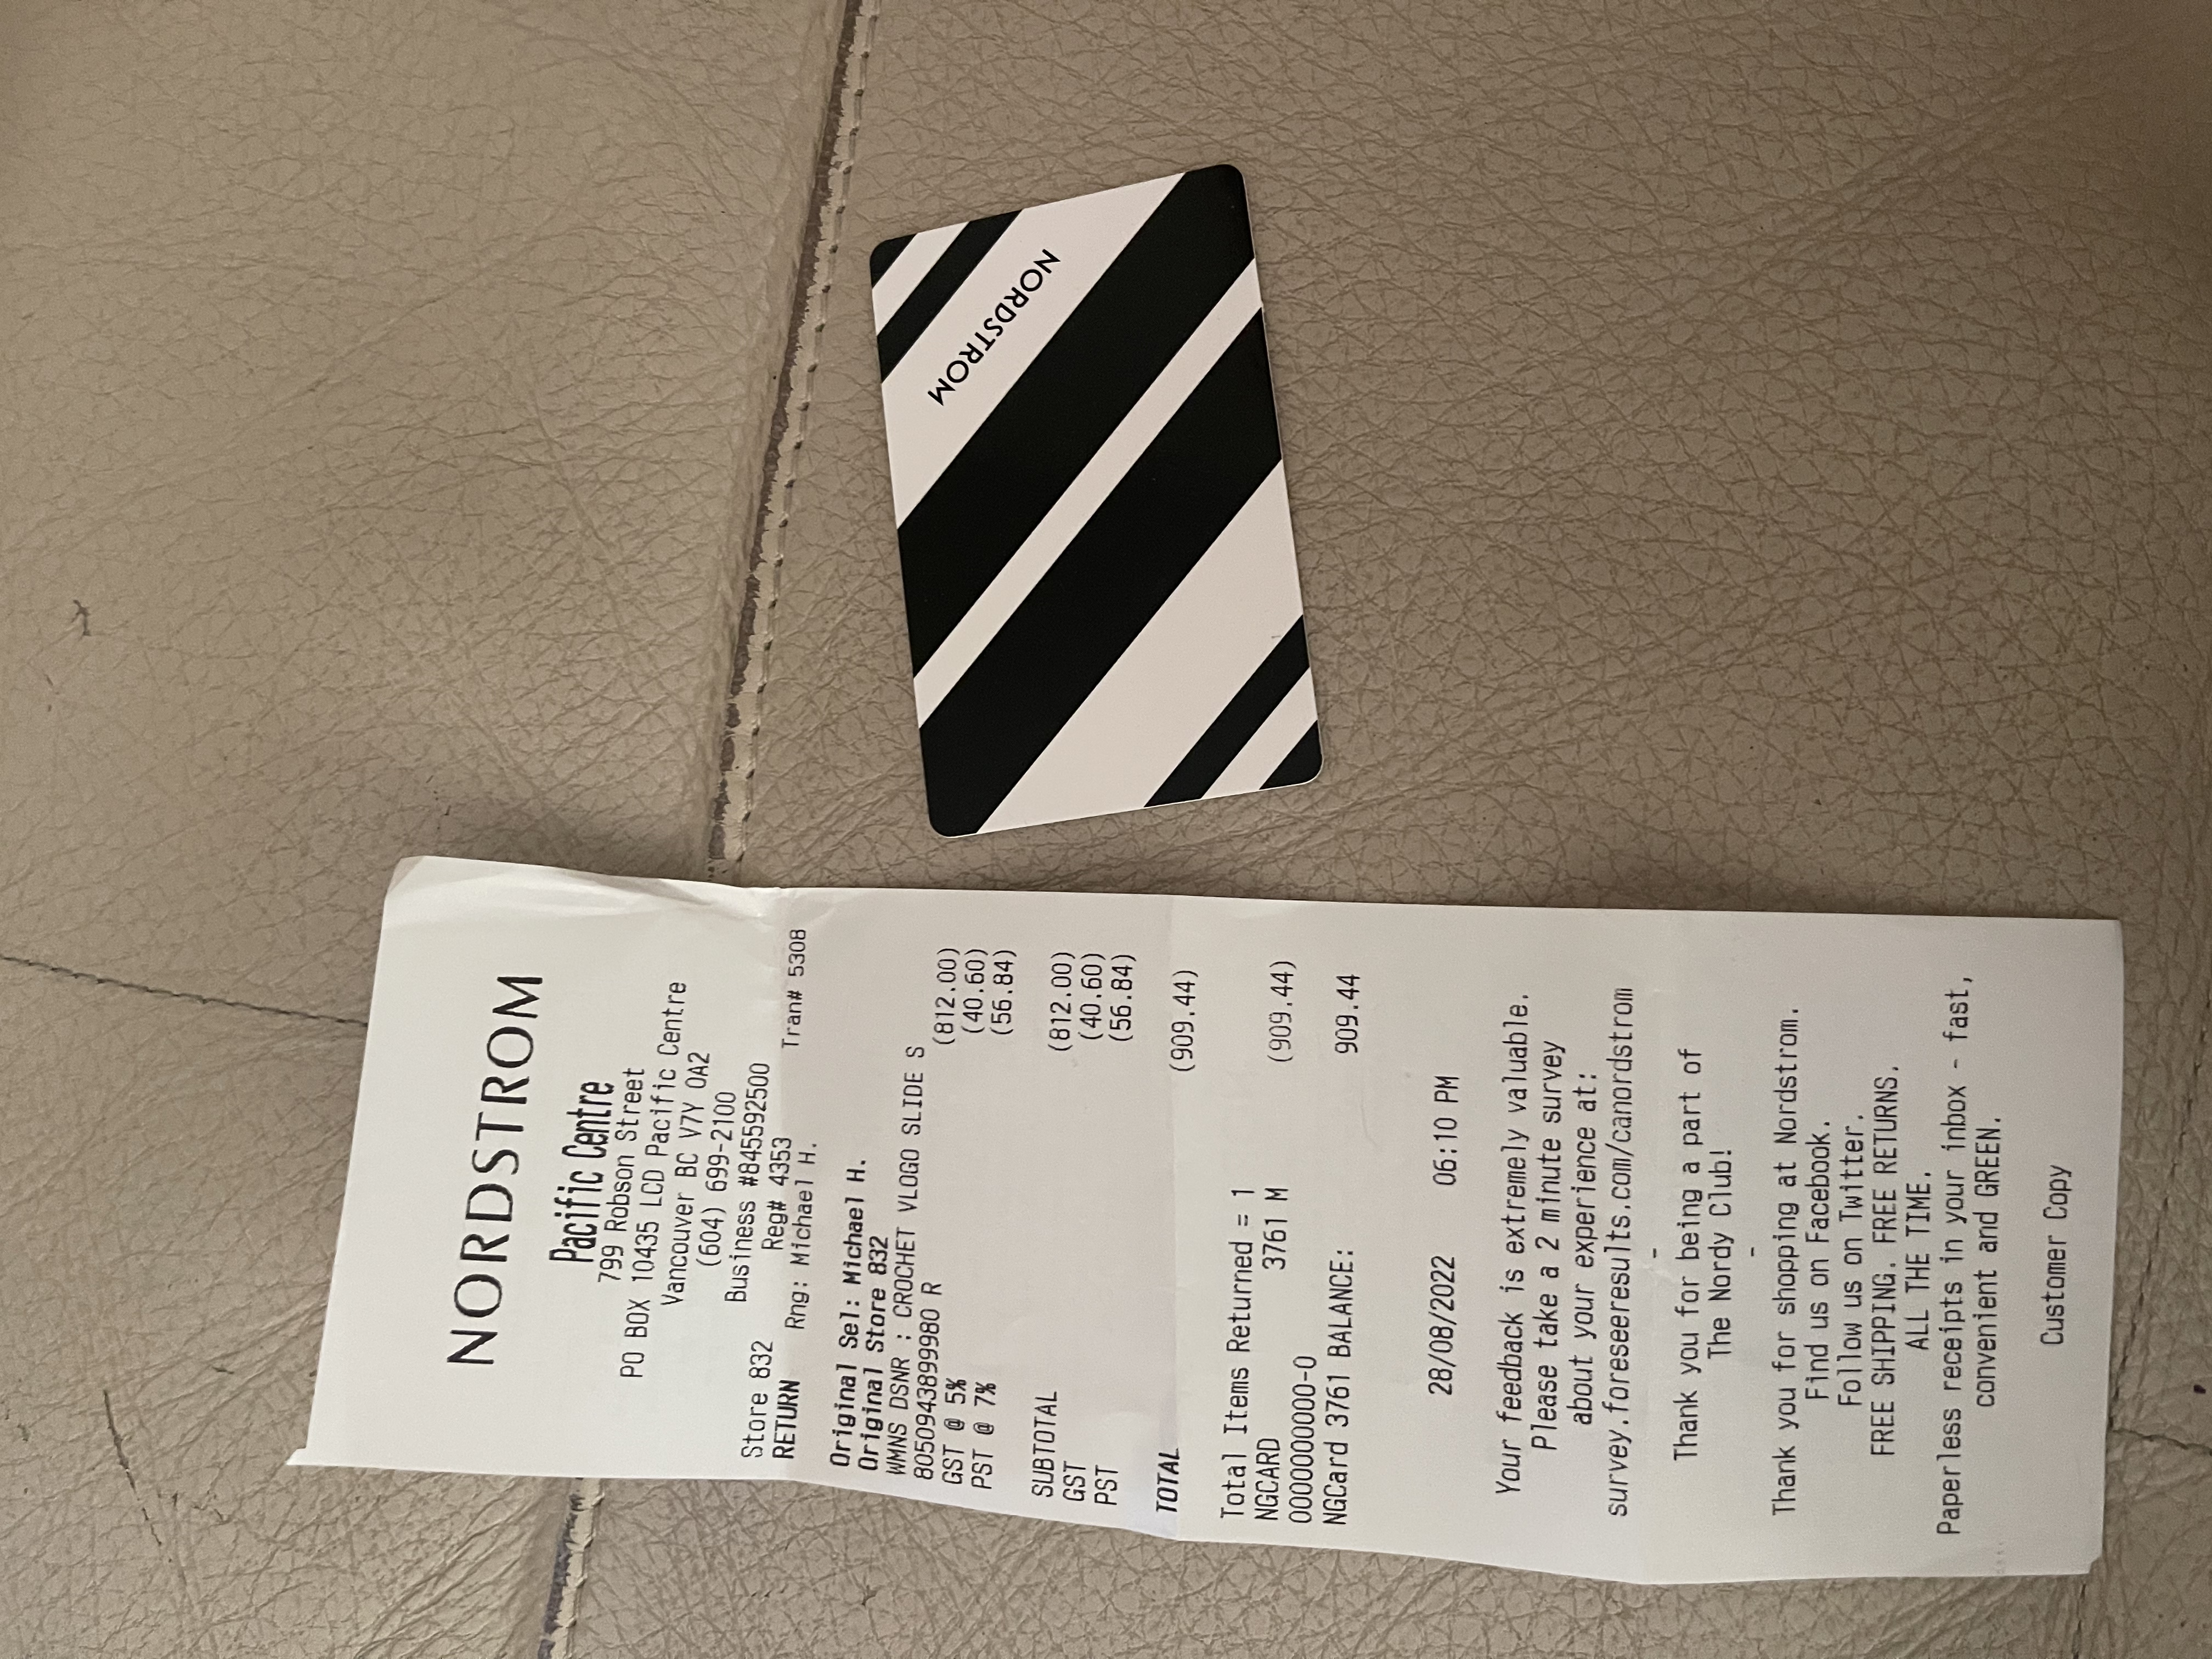 NORDSTROM
Pacific Centre
799 Robson Street
PO BOX 10435 LCD Pacific Centre
Vancouver BC V7Y 0A2
(604) 699-2100
Business #845592500
Store 832 Reg# 4353 Tran# 5308
RETURN Rng: Michael H.
Original Sel: Michael H.
Original Store 832
WMNS DSNR : CROCHET VLOGO SLIDE S
8050943899980 R (812.00)
GST @ 5% (40.60)
PST @ 7% (56.84)
SUBTOTAL (812.00)
GST (40.60)
PST (56.84)
TOTAL (909.44)
Total Items Returned = 1
NGCARD 3761 M (909.44)
0000000000-0
NGCard 3761 BALANCE: 909.44
28/08/2022 06:10 PM
Your feedback is extremely valuable.
Please take a 2 minute survey
about your experience at:
survey.foreseeresults.com/canordstrom
-
Thank you for being a part of
The Nordy Club!
-
Thank you for shopping at Nordstrom.
Find us on Facebook.
Follow us on Twitter.
FREE SHIPPING. FREE RETURNS.
ALL THE TIME.
Paperless receipts in your inbox - fast,
convenient and GREEN.
Customer Copy
NORDSTROM